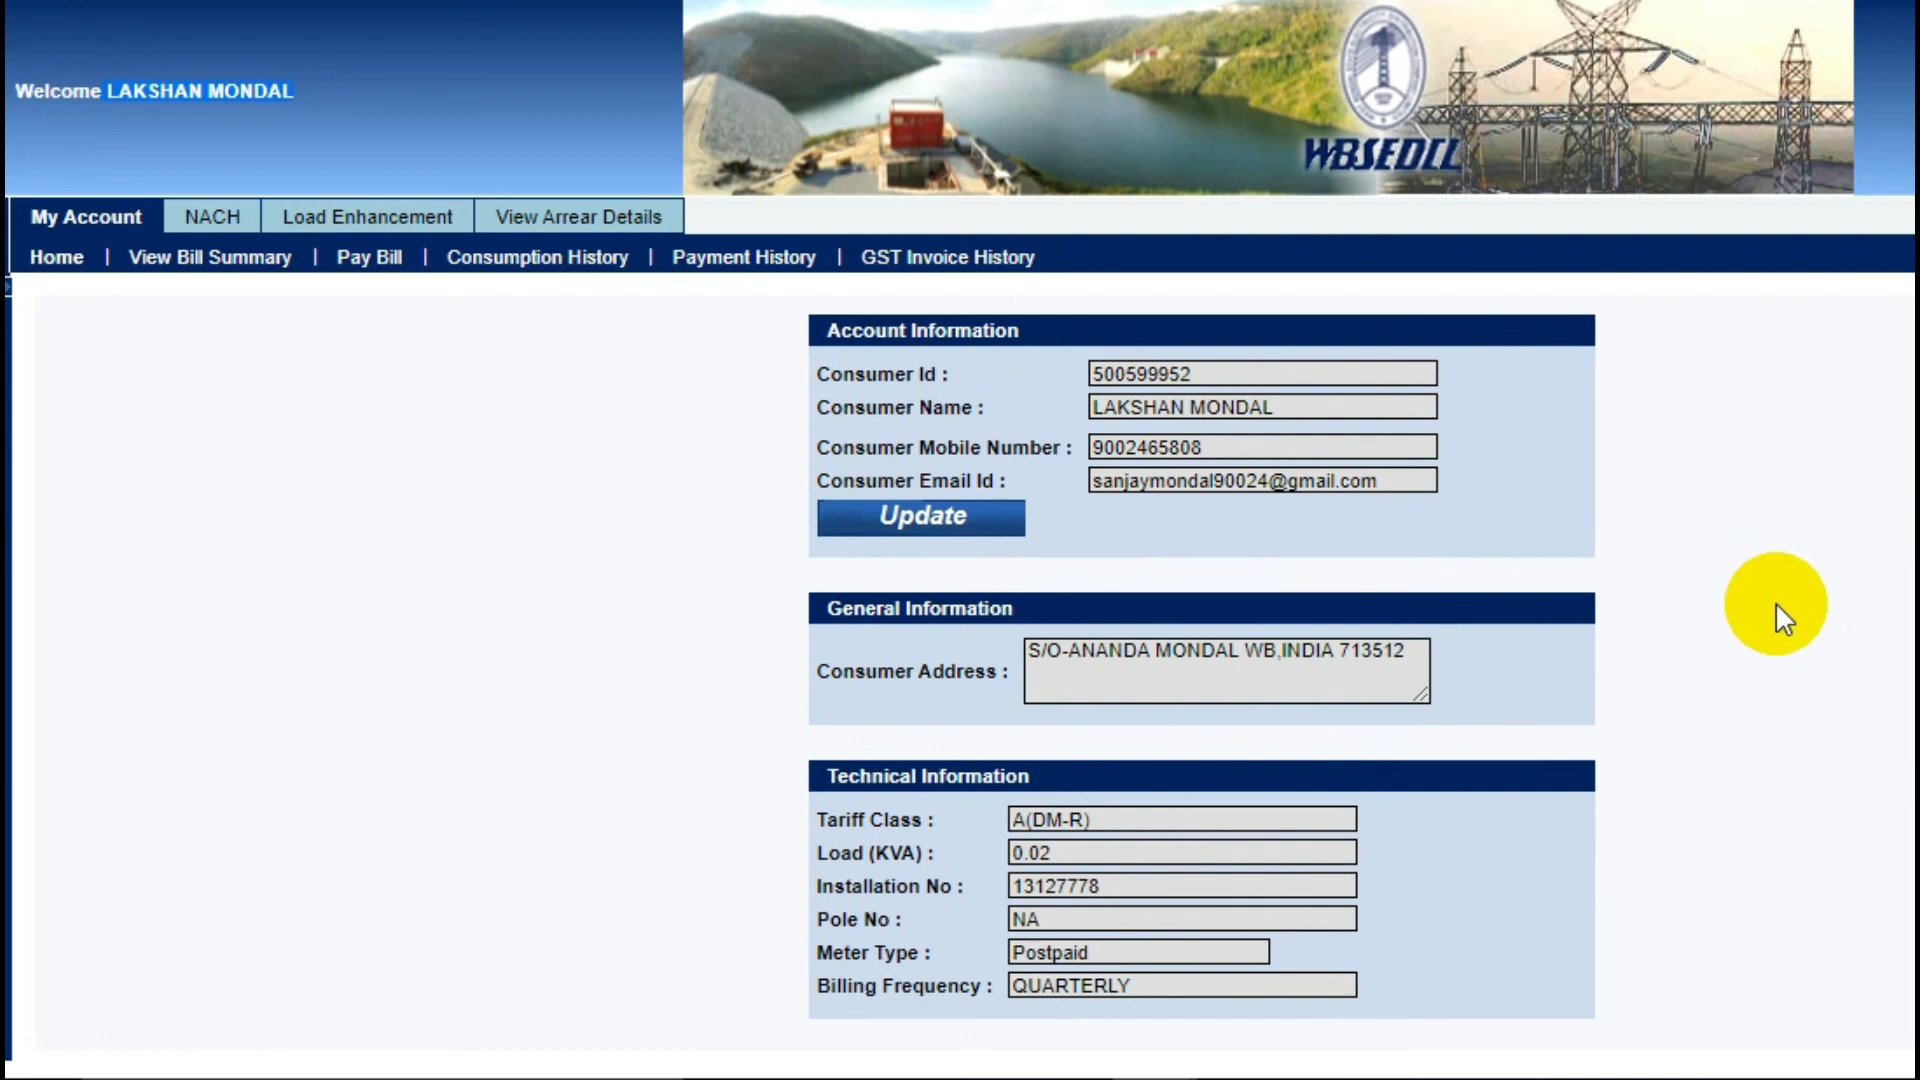 Welcome LAKSHAN MONDAL
WBSEDCL
My Account NACH Load Enhancement View Arrear Details
Home | View Bill Summary | Pay Bill | Consumption History | Payment History | GST Invoice History
Account Information
Consumer Id : 500599952
Consumer Name : LAKSHAN MONDAL
Consumer Mobile Number : 9002465808
Consumer Email Id : sanjaymondal90024@gmail.com
Update
General Information
Consumer Address : S/O-ANANDA MONDAL WB,INDIA 713512
Technical Information
Tariff Class : A(DM-R)
Load (KVA) : 0.02
Installation No : 13127778
Pole No : NA
Meter Type : Postpaid
Billing Frequency : QUARTERLY